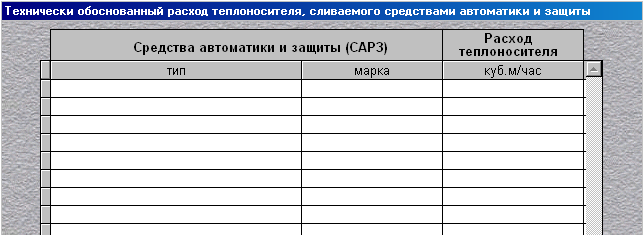 Технически обоснованный расход теплоносителя, сливаемого средствами автоматики и защиты
Средства автоматики и защиты (САРЗ)
Расход
теплоносителя
тип
марка
куб.м/час